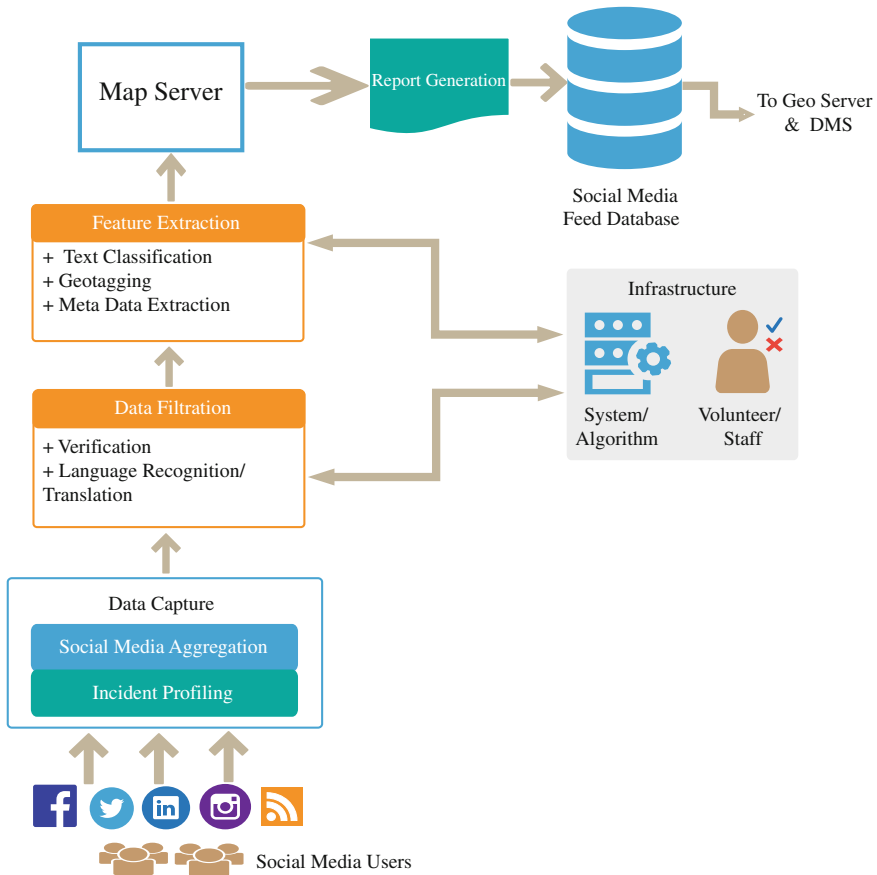 Map Server
Report Generation
To Geo Server
& DMS
Social Media
Feed Database
Feature Extraction
+ Text Classification
+ Geotagging
+ Meta Data Extraction
Infrastructure
System/
Algorithm
Volunteer/
Staff
Data Filtration
+ Verification
+ Language Recognition/
Translation
Data Capture
Social Media Aggregation
Incident Profiling
in
Social Media Users